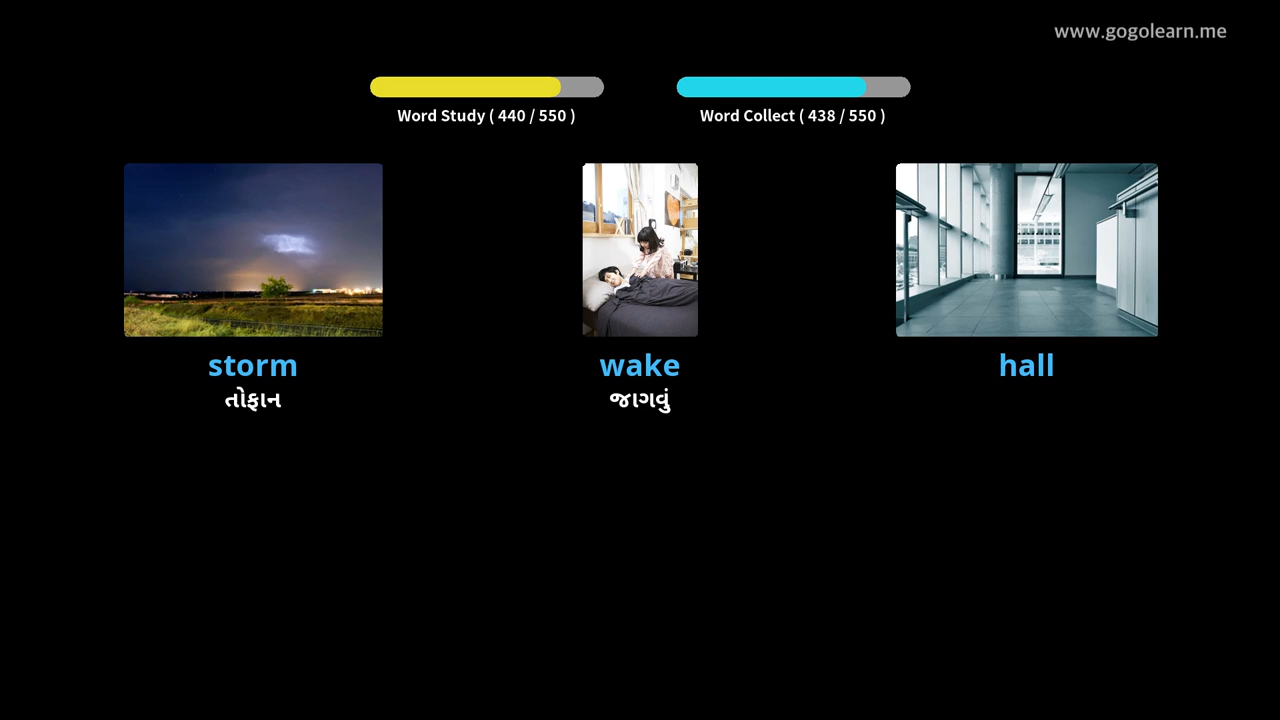 www.gogolearn.me
Word Study ( 440 / 550 )
Word Collect ( 438 / 550 )
storm
wake
hall
તોફાન
જાગવું